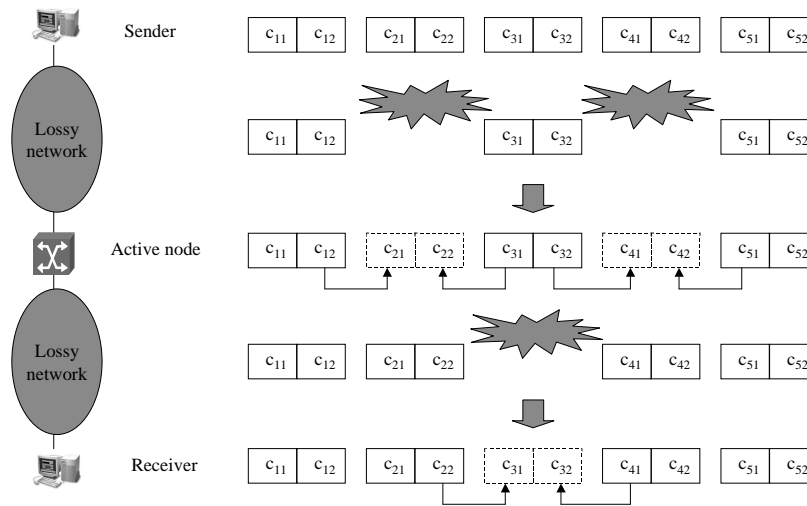 Sender c₁₁ c₁₂ c₂₁ c₂₂ c₃₁ c₃₂ c₄₁ c₄₂ c₅₁ c₅₂
Lossy
network
c₁₁ c₁₂ c₃₁ c₃₂ c₅₁ c₅₂
Active node c₁₁ c₁₂ c₂₁ c₂₂ c₃₁ c₃₂ c₄₁ c₄₂ c₅₁ c₅₂
Lossy
network
c₁₁ c₁₂ c₂₁ c₂₂ c₄₁ c₄₂ c₅₁ c₅₂
Receiver c₁₁ c₁₂ c₂₁ c₂₂ c₃₁ c₃₂ c₄₁ c₄₂ c₅₁ c₅₂